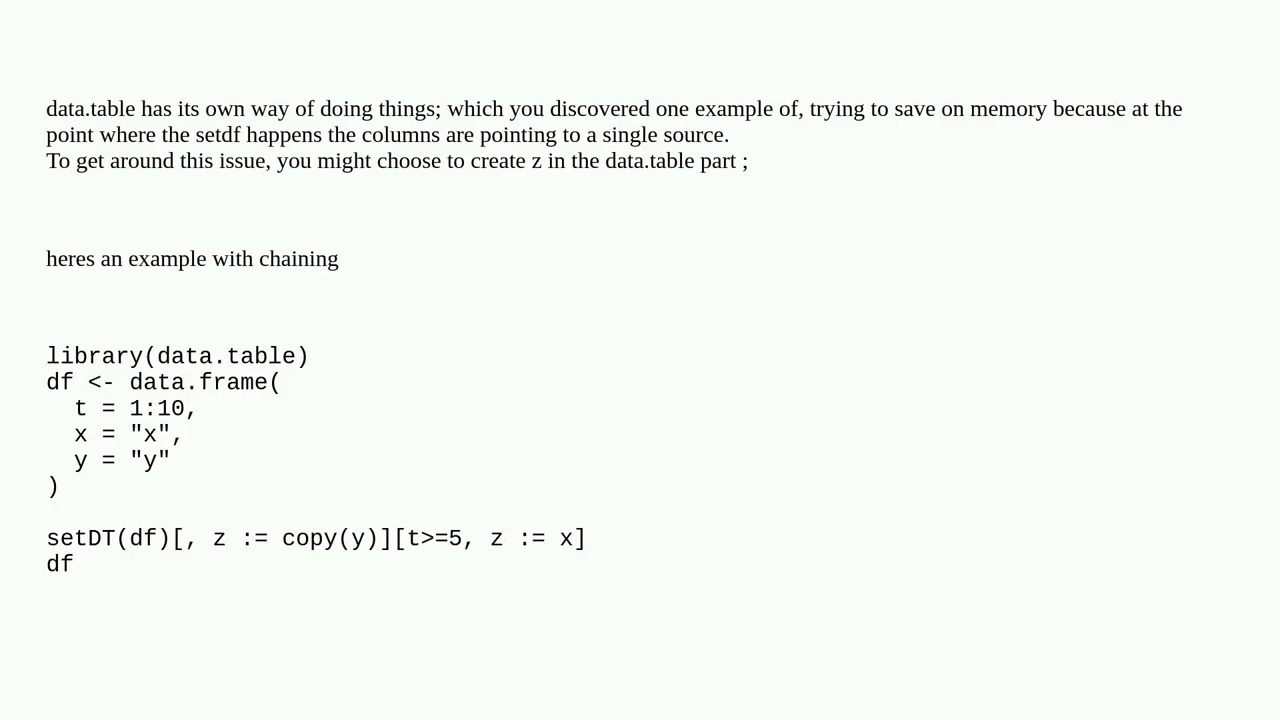 data.table has its own way of doing things; which you discovered one example of, trying to save on memory because at the
point where the setdf happens the columns are pointing to a single source.
To get around this issue, you might choose to create z in the data.table part ;
heres an example with chaining
library(data.table)
df <- data.frame(
  t = 1:10,
  x = "x",
  y = "y"
)
setDT(df)[, z := copy(y)][t>=5, z := x]
df